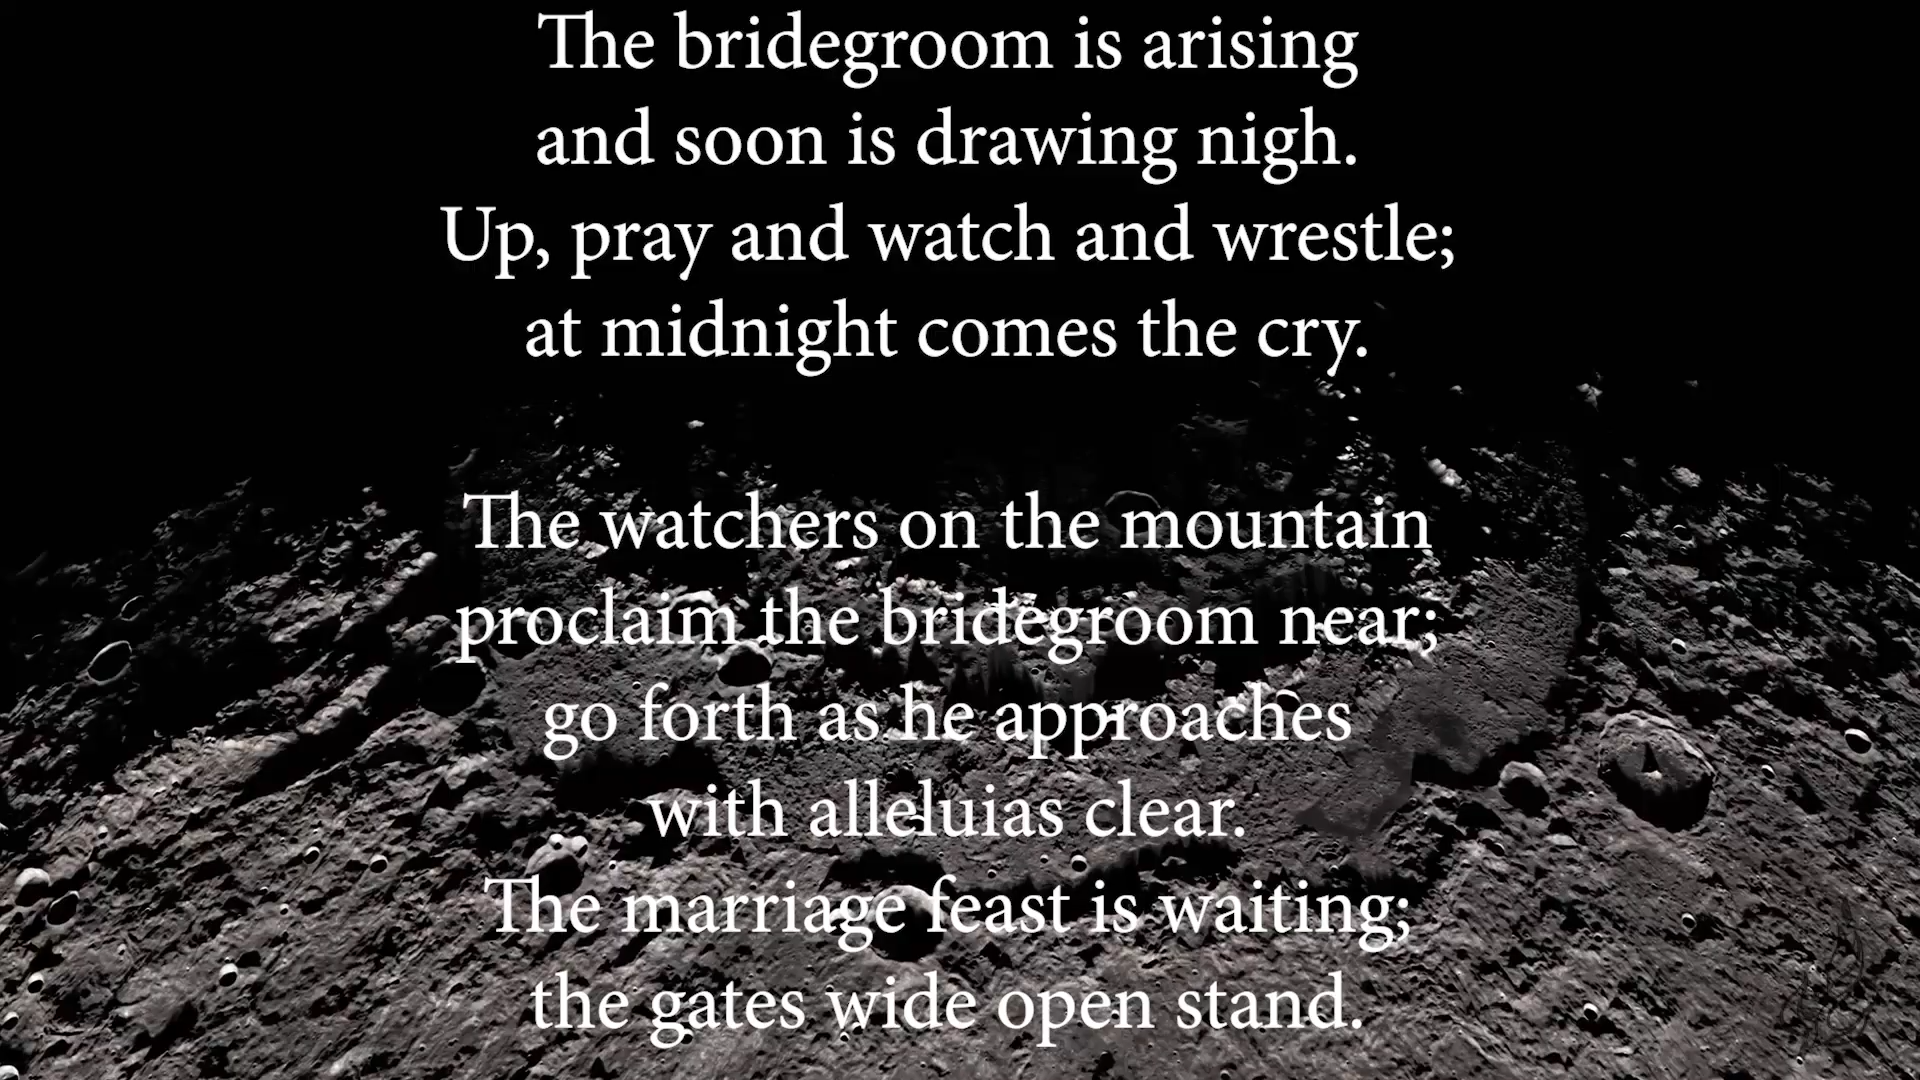 The bridegroom is arising
and soon is drawing nigh.
Up, pray and watch and wrestle;
at midnight comes the cry.
The watchers on the mountain
proclaim the bridegroom near;
go forth as he approaches
with alleluias clear.
The marriage feast is waiting;
the gates wide open stand.